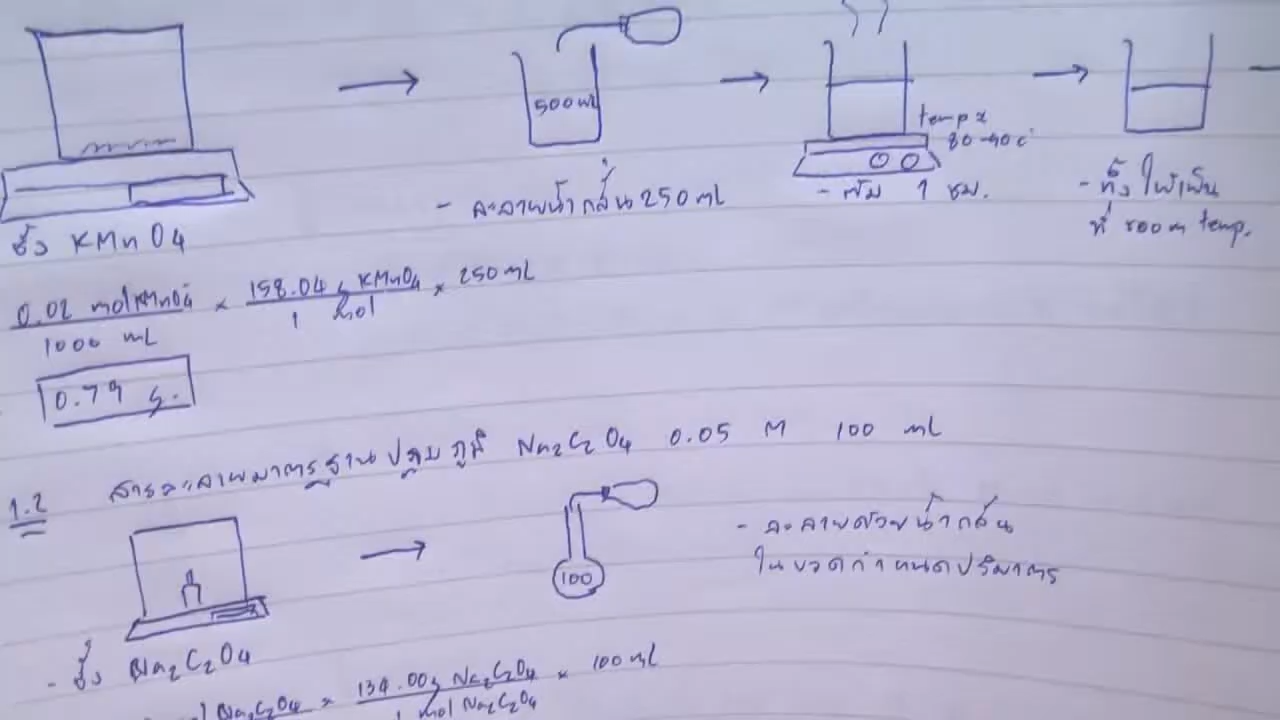 500 ml
temp ≈
80-90 c°
- ละลายน้ำกลั่น 250 ml
- ต้ม 1 ชม.
- ทิ้งให้เย็น
ที่ room temp.
ชั่ง KMnO4
0.02 mol KMnO4 × 158.04 g KMnO4 × 250 ml
1000 ml 1 mol
0.79 g.
1.2 สารละลายมาตรฐานปฐมภูมิ Na2C2O4 0.05 M 100 ml
100
- ละลายด้วยน้ำกลั่น
ในขวดกำหนดปริมาตร
- ชั่ง Na2C2O4
Na2C2O4 × 134.00 g Na2C2O4 × 100 ml
1 mol Na2C2O4